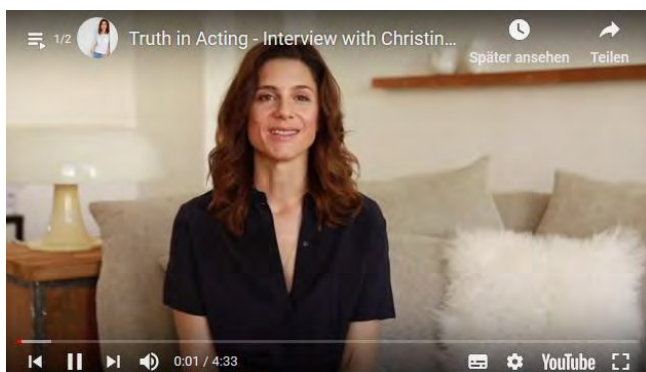 1/2 Truth in Acting - Interview with Christin...
Später ansehen Teilen
0:01 / 4:33 YouTube